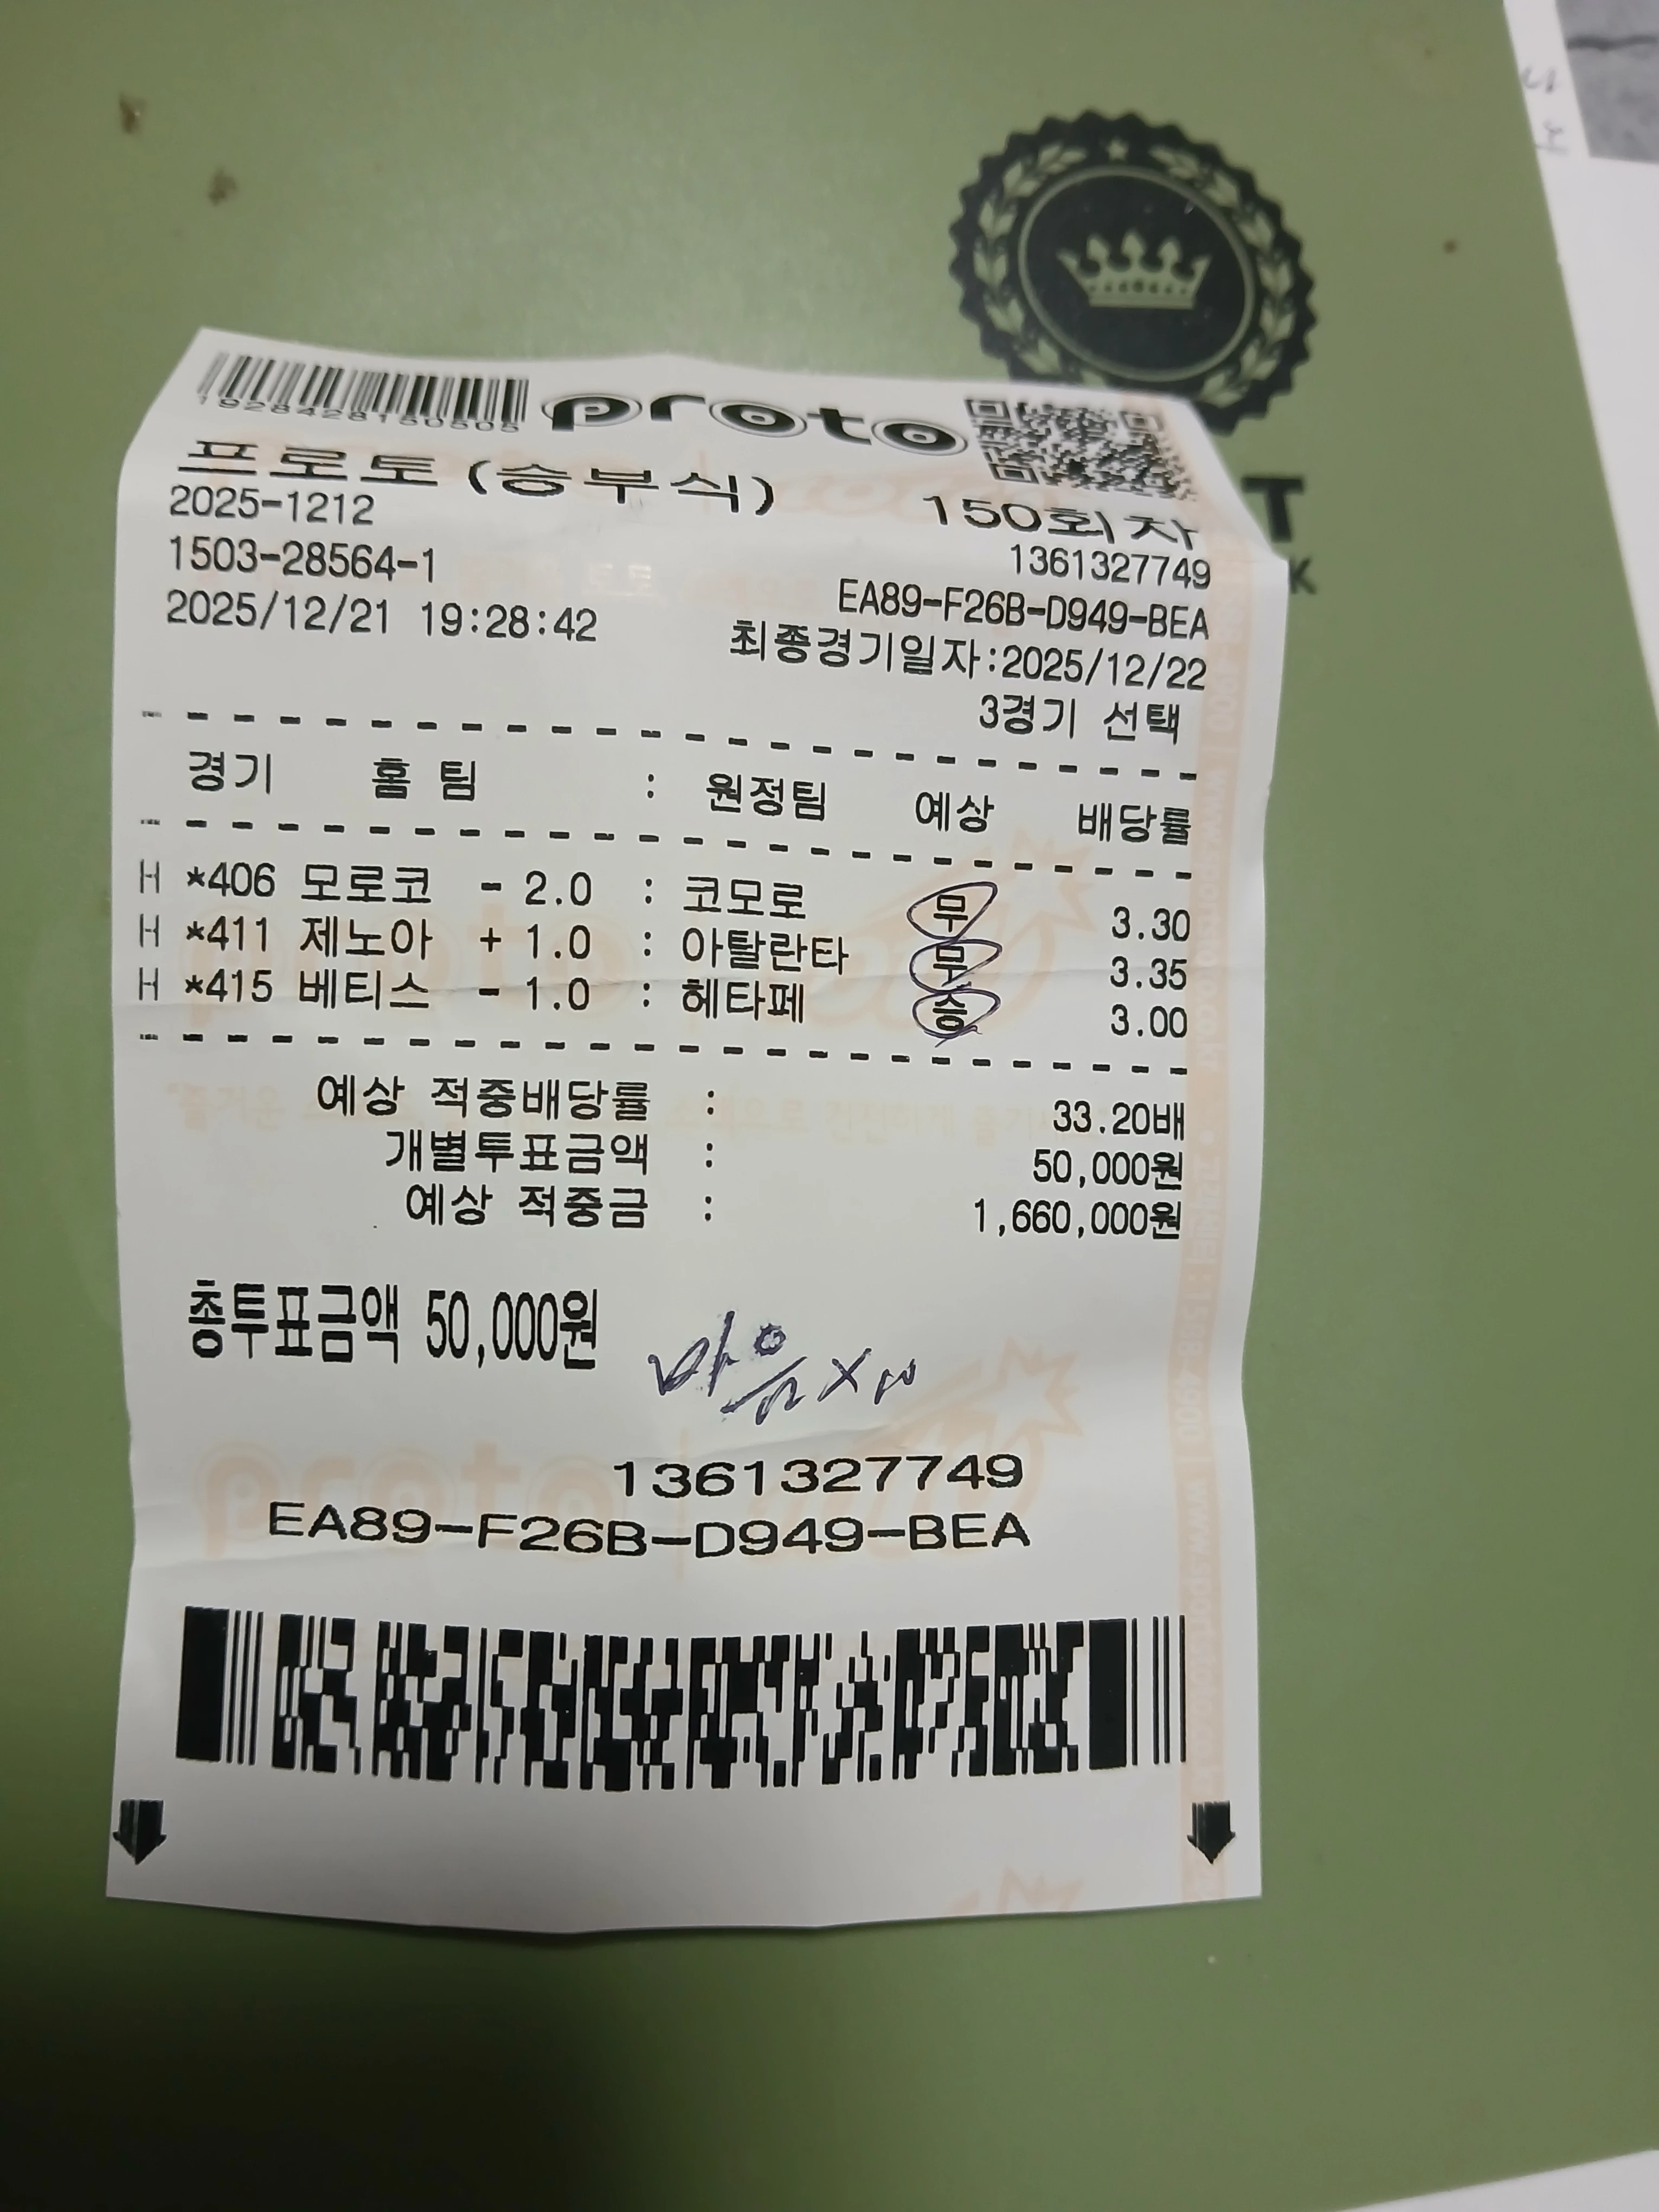 1928428150505
proto
프로토(승부식) 150회차
2025-1212 1361327749
1503-28564-1 EA89-F26B-D949-BEA
2025/12/21 19:28:42 최종경기일자:2025/12/22
3경기 선택
경기 홈 팀 : 원정팀 예상 배당률
H *406 모로코 - 2.0 : 코모로 무 3.30
H *411 제노아 + 1.0 : 아탈란타 무 3.35
H *415 베티스 - 1.0 : 헤타페 승 3.00
예상 적중배당률 : 33.20배
개별투표금액 : 50,000원
예상 적중금 : 1,660,000원
총투표금액 50,000원
1361327749
EA89-F26B-D949-BEA
T
K